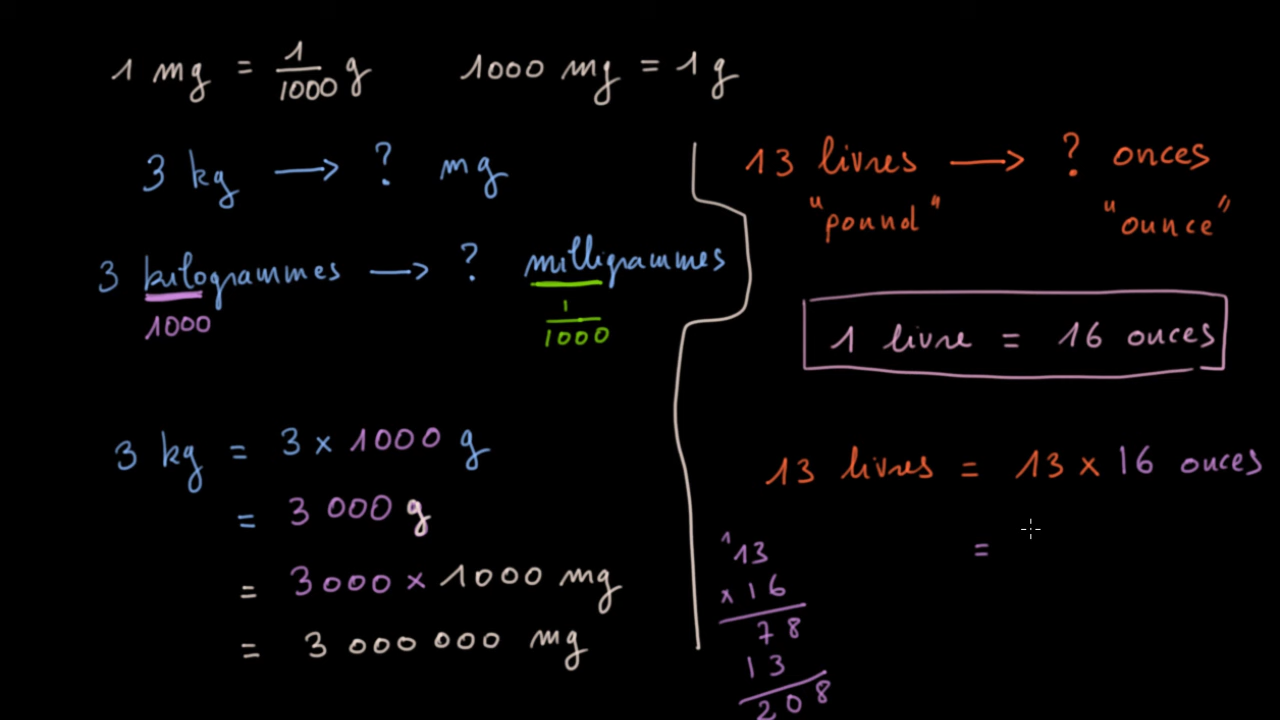 1 mg = 1/1000 g
1000 mg = 1 g
3 kg → ? mg
3 kilogrammes → ? milligrammes
1000
1/1000
3 kg = 3 × 1000 g
= 3 000 g
= 3000 × 1000 mg
= 3 000 000 mg
13 livres → ? onces
"pound" "ounce"
1 livre = 16 onces
13 livres = 13 × 16 onces
=
1
13
× 16
78
13
208